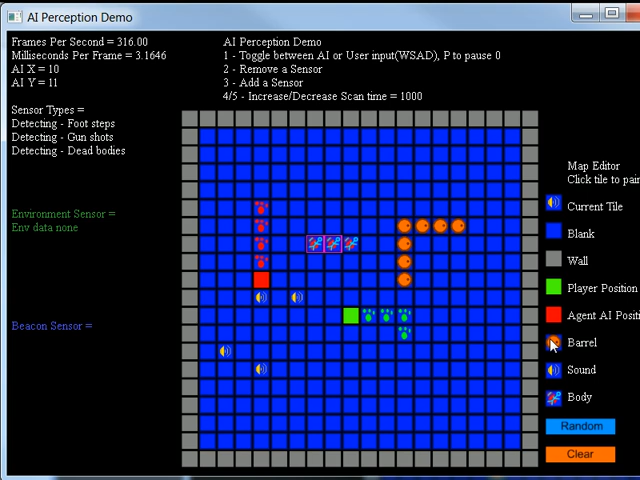 AI Perception Demo
Frames Per Second = 316.00
Milliseconds Per Frame = 3.1646
AI X = 10
AI Y = 11
Sensor Types =
Detecting - Foot steps
Detecting - Gun shots
Detecting - Dead bodies
Environment Sensor =
Env data none
Beacon Sensor =
AI Perception Demo
1 - Toggle between AI or User input(WSAD), P to pause 0
2 - Remove a Sensor
3 - Add a Sensor
4/5 - Increase/Decrease Scan time = 1000
Map Editor
Click tile to pain
Current Tile
Blank
Wall
Player Position
Agent AI Positi
Barrel
Sound
Body
Random
Clear